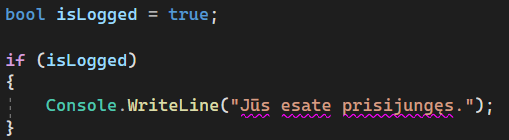 bool isLogged = true;
if (isLogged)
{
Console.WriteLine("Jūs esate prisijungęs.");
}